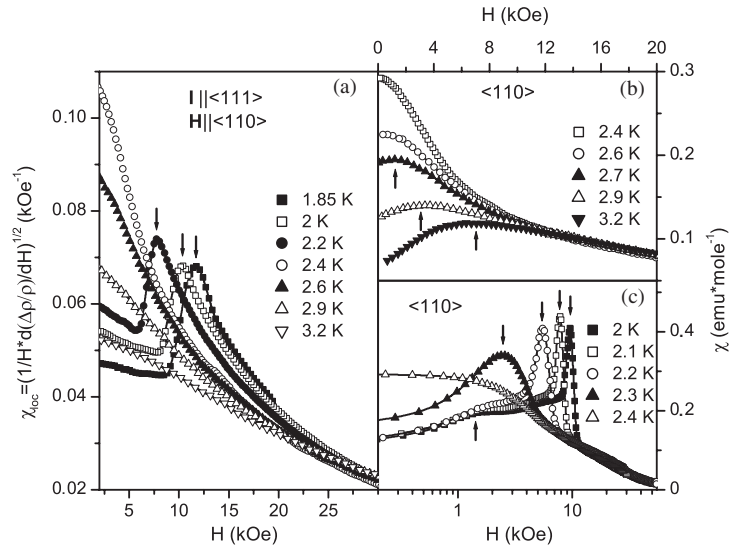 H (kOe)
0 4 8 12 16 20
(a)
I ||<111>
H||<110>
0.10
0.08
0.06
0.04
0.02
χloc=(1/H*d(Δρ/ρ)/dH)1/2 (kOe-1)
1.85 K
2 K
2.2 K
2.4 K
2.6 K
2.9 K
3.2 K
5 10 15 20 25
H (kOe)
(b)
<110>
2.4 K
2.6 K
2.7 K
2.9 K
3.2 K
0.3
0.2
0.1
χ (emu*mole-1)
(c)
<110>
2 K
2.1 K
2.2 K
2.3 K
2.4 K
0.4
0.2
0
1 10
H (kOe)